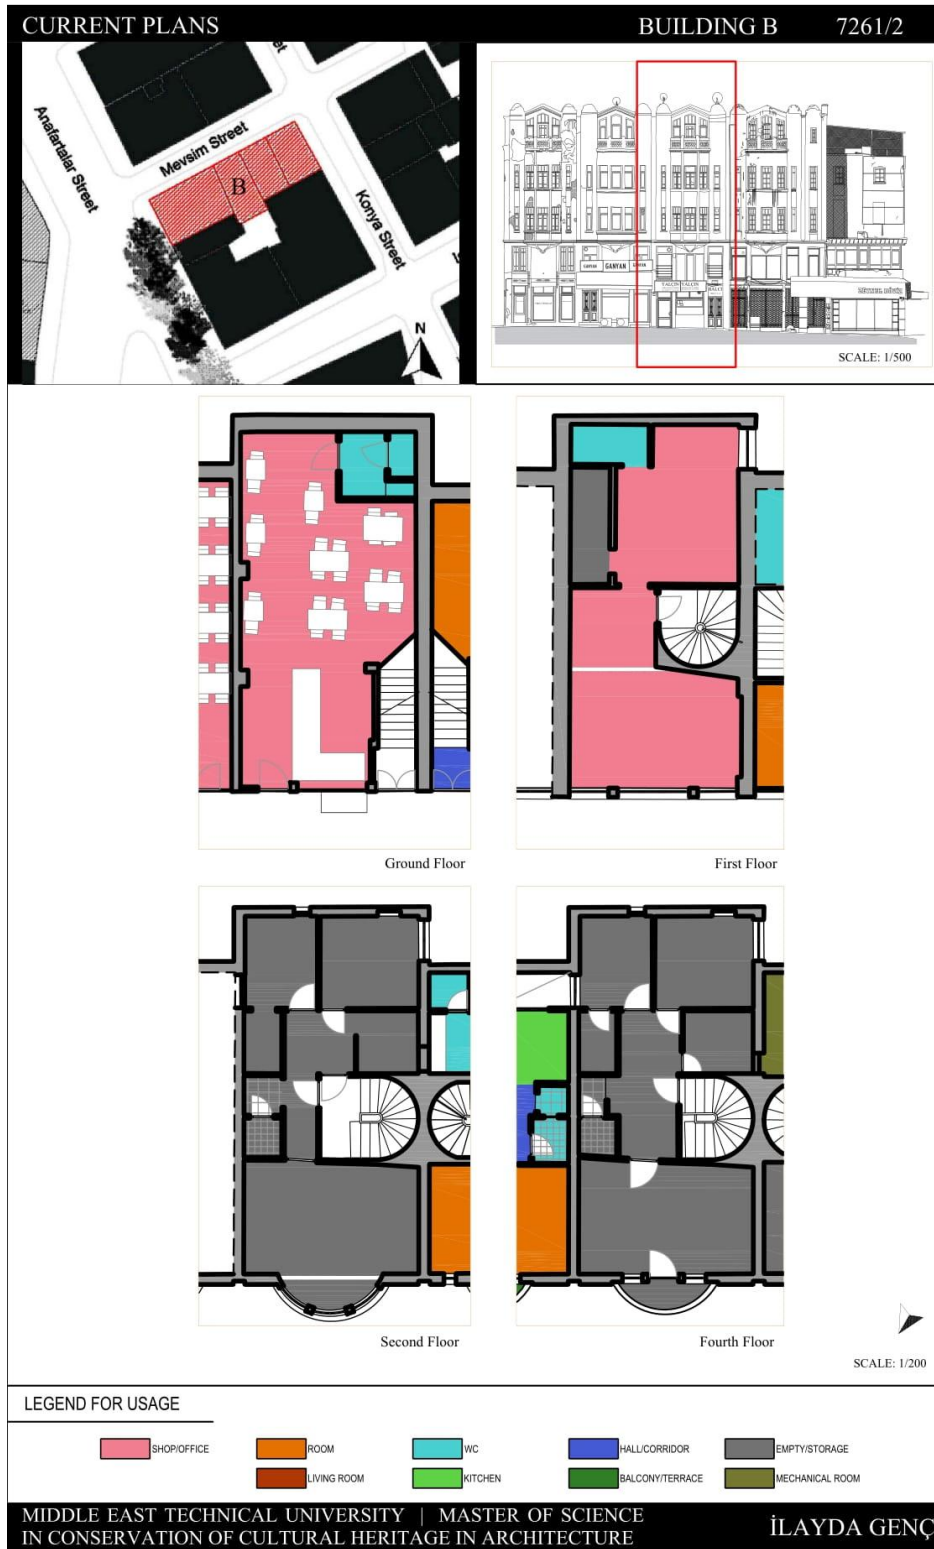 CURRENT PLANS
BUILDING B 7261/2
Anafartalar Street
Mevsim Street
B
Konya Street
N
GANYAN
YALÇIN YALÇIN
SCALE: 1/500
Ground Floor
First Floor
Second Floor
Fourth Floor
SCALE: 1/200
LEGEND FOR USAGE
SHOP/OFFICE
ROOM
WC
HALL/CORRIDOR
EMPTY/STORAGE
LIVING ROOM
KITCHEN
BALCONY/TERRACE
MECHANICAL ROOM
MIDDLE EAST TECHNICAL UNIVERSITY | MASTER OF SCIENCE
IN CONSERVATION OF CULTURAL HERITAGE IN ARCHITECTURE
İLAYDA GENÇ